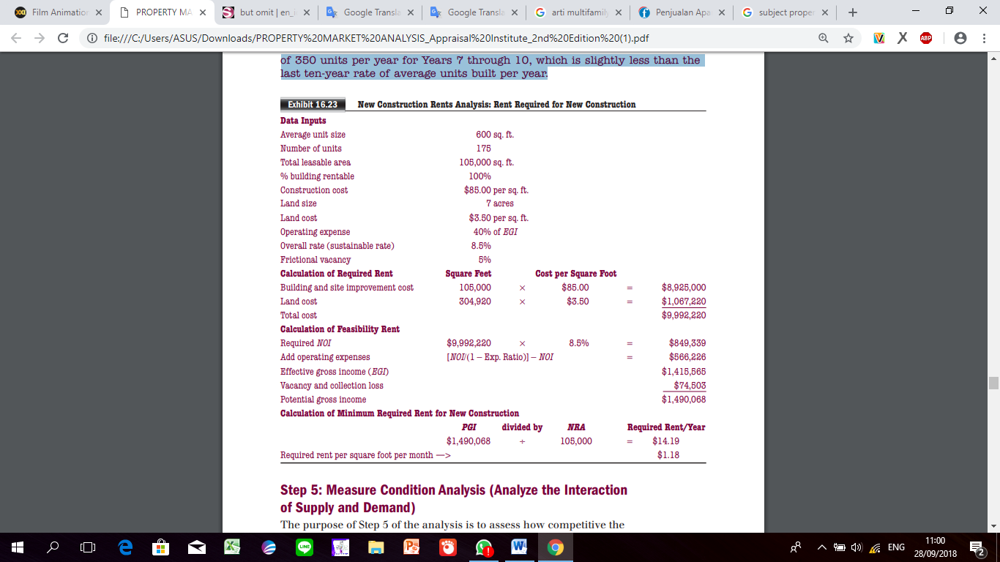 Film Animation
PROPERTY MA
but omit | en_i
Google Transla
Google Transla
arti multifamily
Penjualan Apa
subject proper
file:///C:/Users/ASUS/Downloads/PROPERTY%20MARKET%20ANALYSIS_Appraisal%20Institute_2nd%20Edition%20(1).pdf
ABP
of 350 units per year for Years 7 through 10, which is slightly less than the
last ten-year rate of average units built per year.
Exhibit 16.23 New Construction Rents Analysis: Rent Required for New Construction
Data Inputs
Average unit size 600 sq. ft.
Number of units 175
Total leasable area 105,000 sq. ft.
% building rentable 100%
Construction cost $85.00 per sq. ft.
Land size 7 acres
Land cost $3.50 per sq. ft.
Operating expense 40% of EGI
Overall rate (sustainable rate) 8.5%
Frictional vacancy 5%
Calculation of Required Rent Square Feet Cost per Square Foot
Building and site improvement cost 105,000 × $85.00 = $8,925,000
Land cost 304,920 × $3.50 = $1,067,220
Total cost $9,992,220
Calculation of Feasibility Rent
Required NOI $9,992,220 × 8.5% = $849,339
Add operating expenses [NOI/(1 – Exp. Ratio)] – NOI = $566,226
Effective gross income (EGI) $1,415,565
Vacancy and collection loss $74,503
Potential gross income $1,490,068
Calculation of Minimum Required Rent for New Construction
PGI divided by NRA Required Rent/Year
$1,490,068 ÷ 105,000 = $14.19
Required rent per square foot per month —> $1.18
Step 5: Measure Condition Analysis (Analyze the Interaction
of Supply and Demand)
The purpose of Step 5 of the analysis is to assess how competitive the
LINE
ENG
11:00
28/09/2018
2